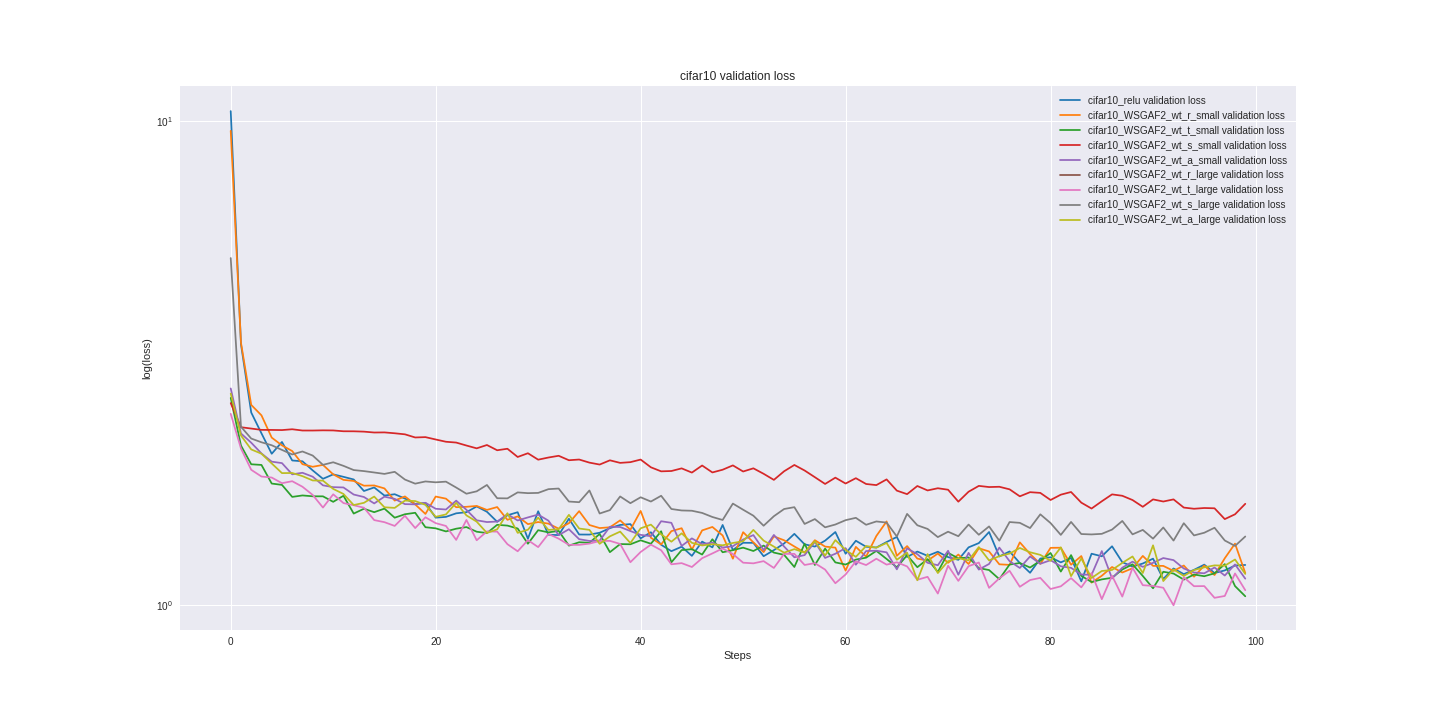 cifar10 validation loss
cifar10_relu validation loss
cifar10_WSGAF2_wt_r_small validation loss
cifar10_WSGAF2_wt_t_small validation loss
cifar10_WSGAF2_wt_s_small validation loss
cifar10_WSGAF2_wt_a_small validation loss
cifar10_WSGAF2_wt_r_large validation loss
cifar10_WSGAF2_wt_t_large validation loss
cifar10_WSGAF2_wt_s_large validation loss
cifar10_WSGAF2_wt_a_large validation loss
10¹
log(loss)
10⁰
0 20 40 60 80 100
Steps